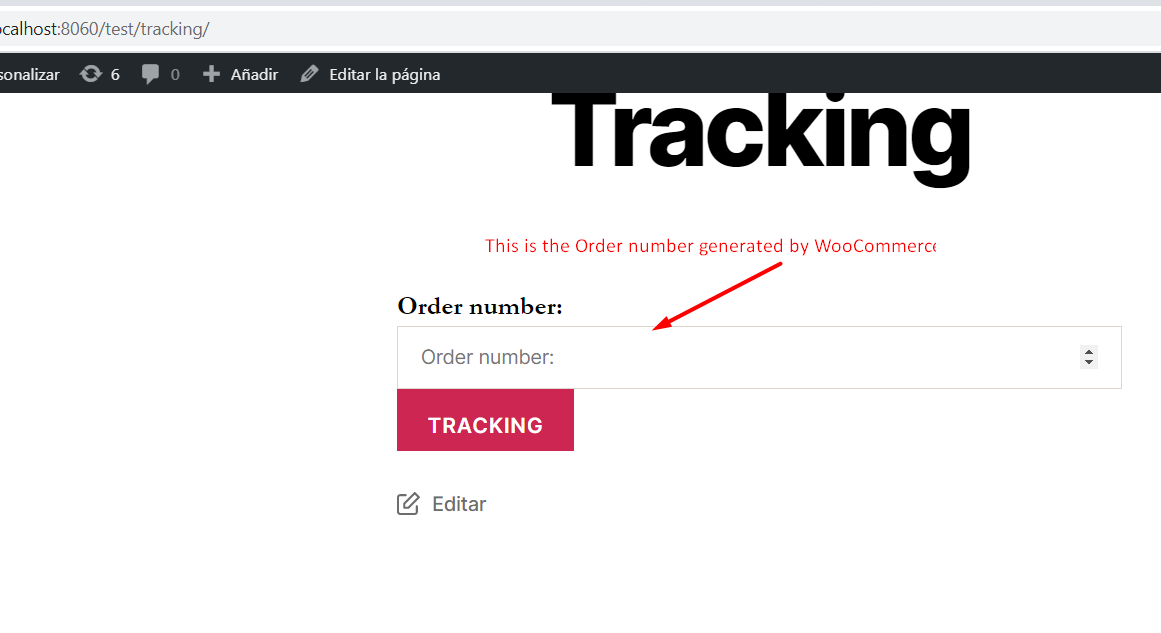 ocalhost:8060/test/tracking/
sonalizar 6 0 Añadir Editar la página
Tracking
This is the Order number generated by WooCommerce
Order number:
Order number:
TRACKING
Editar